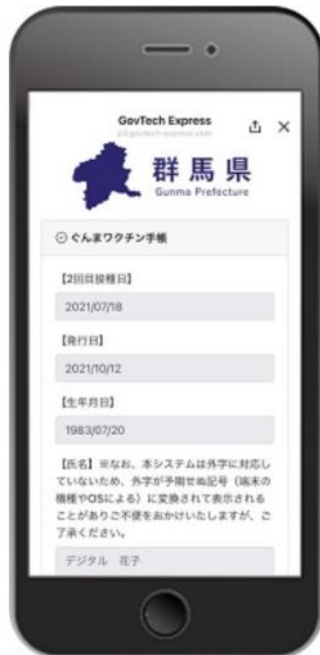 GovTech Express
群馬県
Gunma Prefecture
ぐんまワクチン手帳
【2回目接種日】
2021/07/18
【発行日】
2021/10/12
【生年月日】
1983/07/20
【氏名】※なお、本システムは外字に対応し
ていないため、外字が予期せぬ記号（端末の
機種やOSによる）に変換されて表示される
ことがありご不便をおかけいたしますが、ご
了承ください。
デジタル 花子